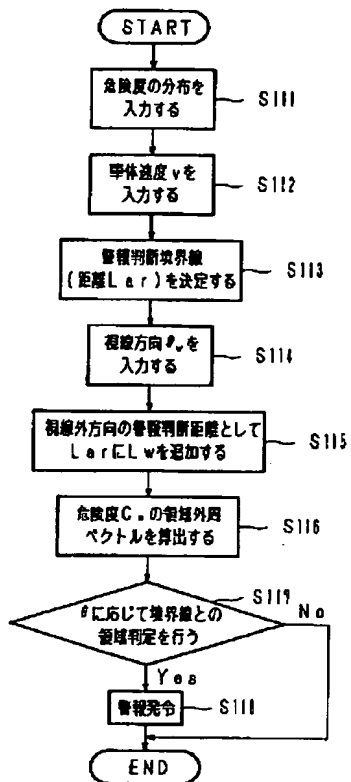 START
危険度の分布を
入力する
S111
車体速度vを
入力する
S112
警報判断境界線
(距離Lar)を決定する
S113
視線方向θwを
入力する
S114
視線外方向の警報判断距離として
LarにLwを追加する
S115
危険度Cnの領域外周
ベクトルを算出する
S116
S119
θに応じて境界線との
領域判定を行う
No
Yes
警報発令
S118
END